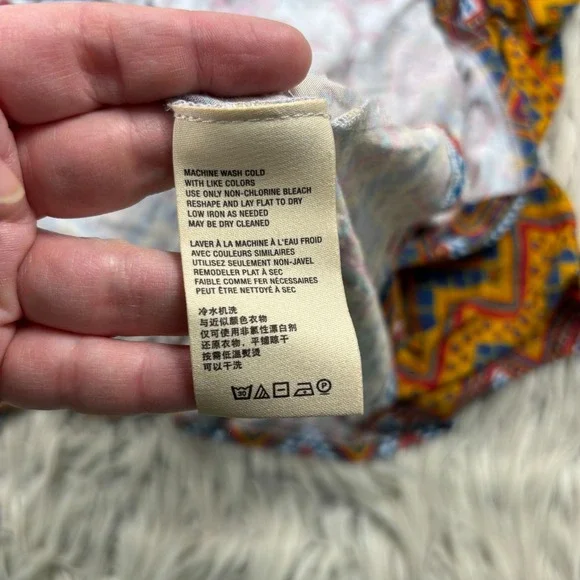 MACHINE WASH COLD
WITH LIKE COLORS
USE ONLY NON-CHLORINE BLEACH
RESHAPE AND LAY FLAT TO DRY
LOW IRON AS NEEDED
MAY BE DRY CLEANED
LAVER À LA MACHINE À L'EAU FROID
AVEC COULEURS SIMILAIRES
UTILISEZ SEULEMENT NON-JAVEL
REMODELER PLAT À SEC
FAIBLE COMME FER NÉCESSAIRES
PEUT ÊTRE NETTOYÉ À SEC
冷水机洗
与近似颜色衣物
仅可使用非氯性漂白剂
还原衣物，平铺晾干
按需低温熨烫
可以干洗
30 P